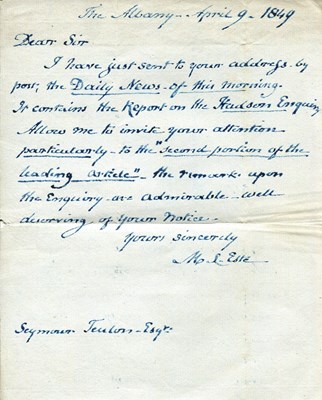 The Albany - April 9 - 1849
Dear Sir
I have just sent to your address - by
post; the Daily News - of this morning.
It contains the Report on the Hudson Enquiry
Allow me to invite your attention
particularly - to the "Second portion of the
leading article" - the remarks upon
the Enquiry - are admirable - well
deserving of your notice -
Yours sincerely
M. L. Este
Seymour Teulon - Esqre.